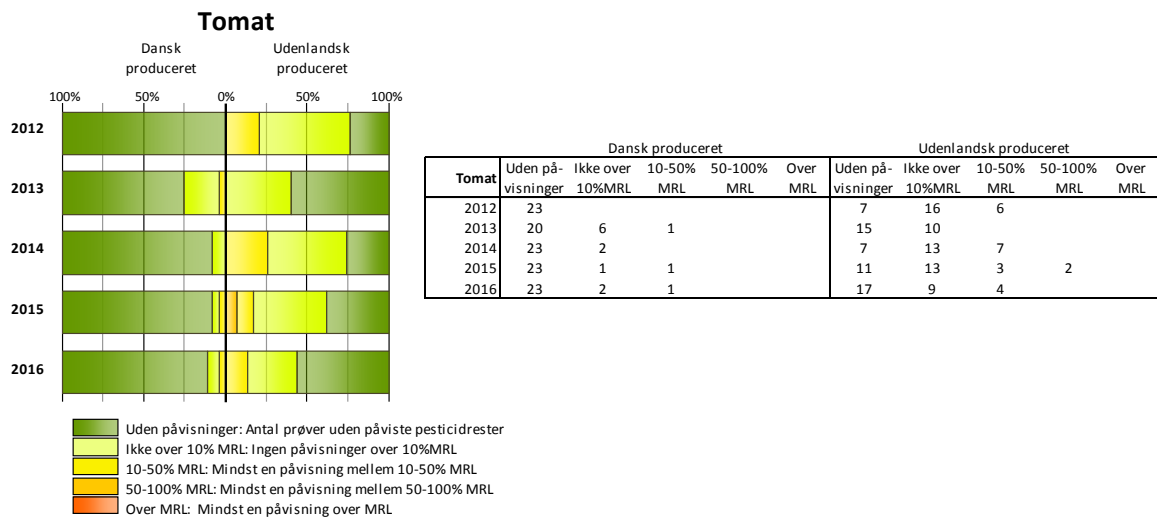 Tomat
Dansk produceret
Udenlandsk produceret
100% 50% 0% 50% 100%
2012
2013
2014
2015
2016
Uden påvisninger: Antal prøver uden påviste pesticidrester
Ikke over 10% MRL: Ingen påvisninger over 10%MRL
10-50% MRL: Mindst en påvisning mellem 10-50% MRL
50-100% MRL: Mindst en påvisning mellem 50-100% MRL
Over MRL: Mindst en påvisning over MRL
Dansk produceret Udenlandsk produceret
Tomat Uden på- Ikke over 10-50% 50-100% Over Uden på- Ikke over 10-50% 50-100% Over
visninger 10%MRL MRL MRL MRL visninger 10%MRL MRL MRL MRL
2012 23 7 16 6
2013 20 6 1 15 10
2014 23 2 7 13 7
2015 23 1 1 11 13 3 2
2016 23 2 1 17 9 4